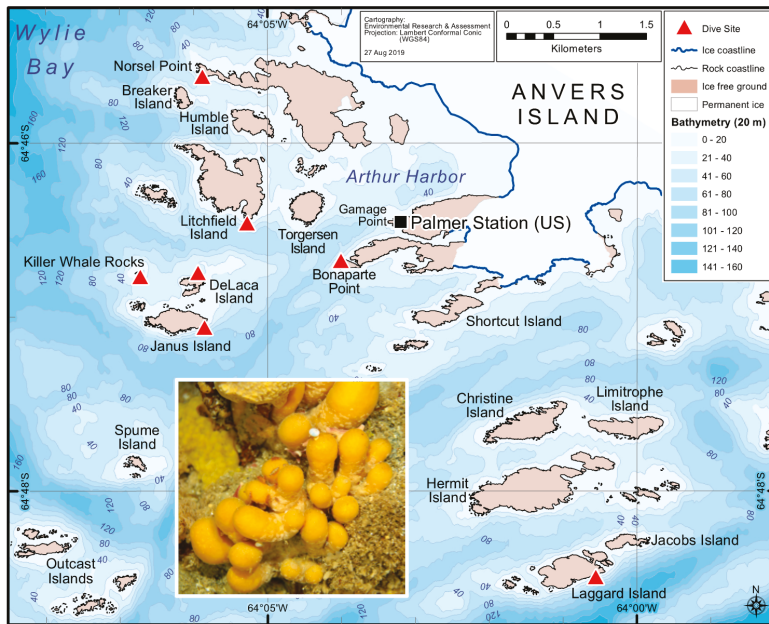 64°05'W
Cartography:
Environmental Research & Assessment
Projection: Lambert Conformal Conic
(WGS84)
27 Aug 2019
0 0.5 1 1.5
Kilometers
Dive Site
Ice coastline
Rock coastline
Ice free ground
Permanent ice
Bathymetry (20 m)
0 - 20
21 - 40
41 - 60
61 - 80
81 - 100
101 - 120
121 - 140
141 - 160
Wylie
Bay
Norsel Point
Breaker
Island
Humble
Island
ANVERS
ISLAND
64°46'S
Arthur Harbor
Gamage
Point
Palmer Station (US)
Litchfield
Island
Torgersen
Island
Killer Whale Rocks
DeLaca
Island
Bonaparte
Point
Janus Island
Shortcut Island
Christine
Island
Limitrophe
Island
Spume
Island
Hermit
Island
64°48'S
64°48'S
Jacobs Island
Outcast
Islands
Laggard Island
64°05'W
64°00'W
N